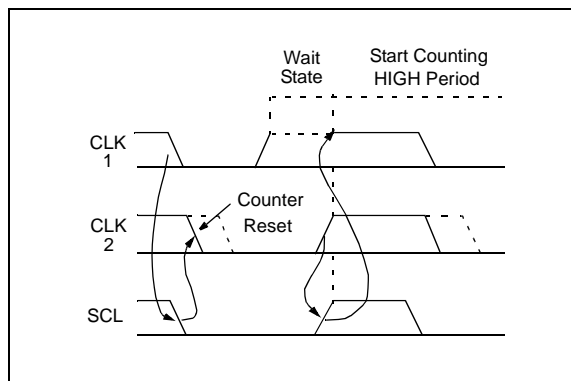 Wait
State
Start Counting
HIGH Period
CLK
1
Counter
Reset
CLK
2
SCL